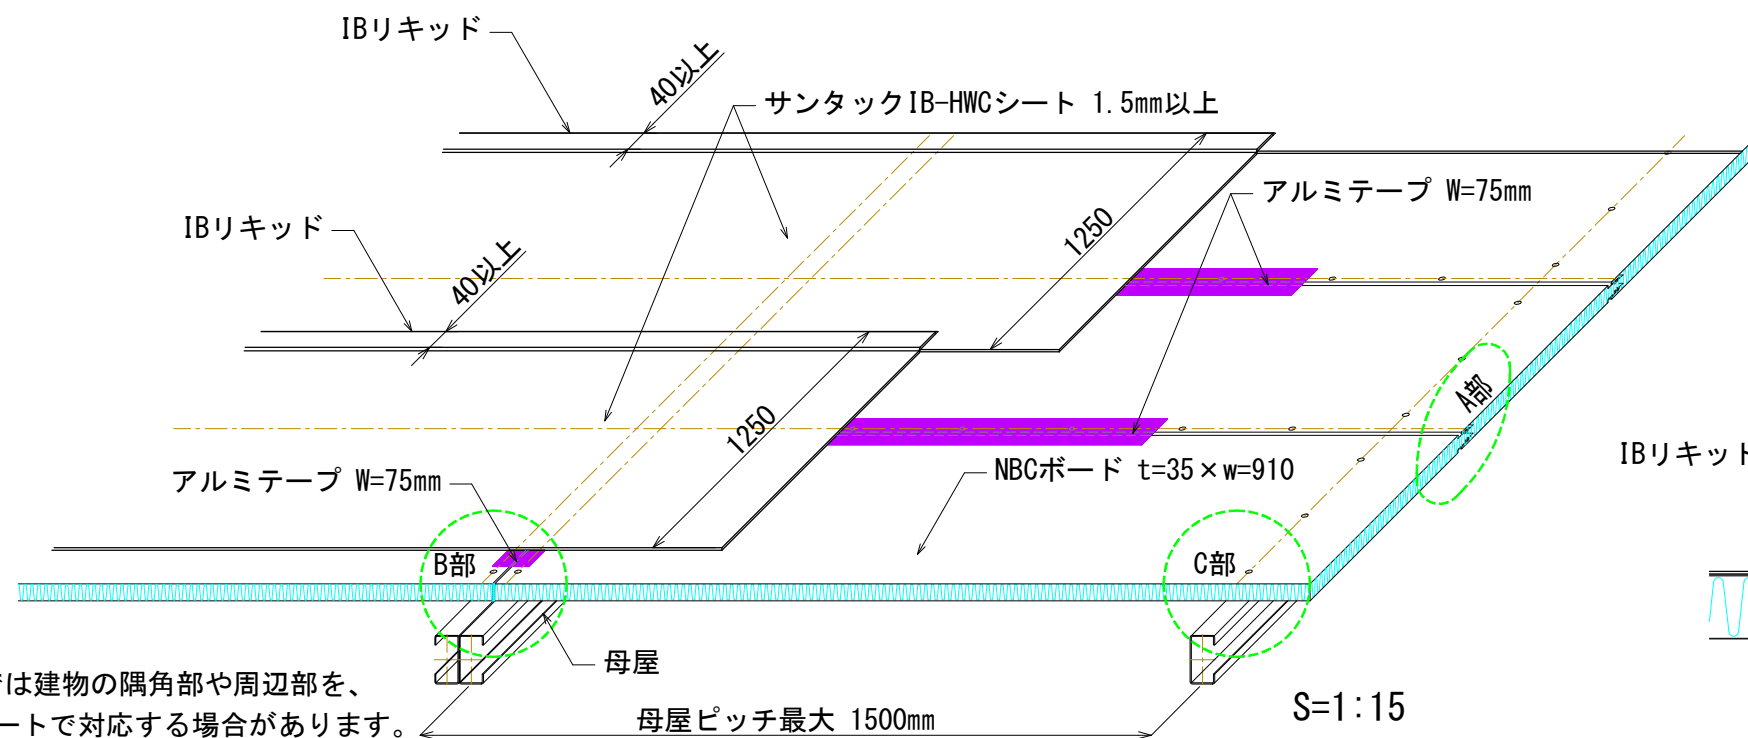 IBリキッド
40以上
サンタックIB-HWCシート 1.5mm以上
アルミテープ W=75mm
IBリキッド
1250
40以上
A部
1250
IBリキッド
アルミテープ W=75mm
NBCボード t=35×w=910
B部
C部
母屋
は建物の隅角部や周辺部を、
ートで対応する場合があります。
母屋ピッチ最大 1500mm
S=1:15